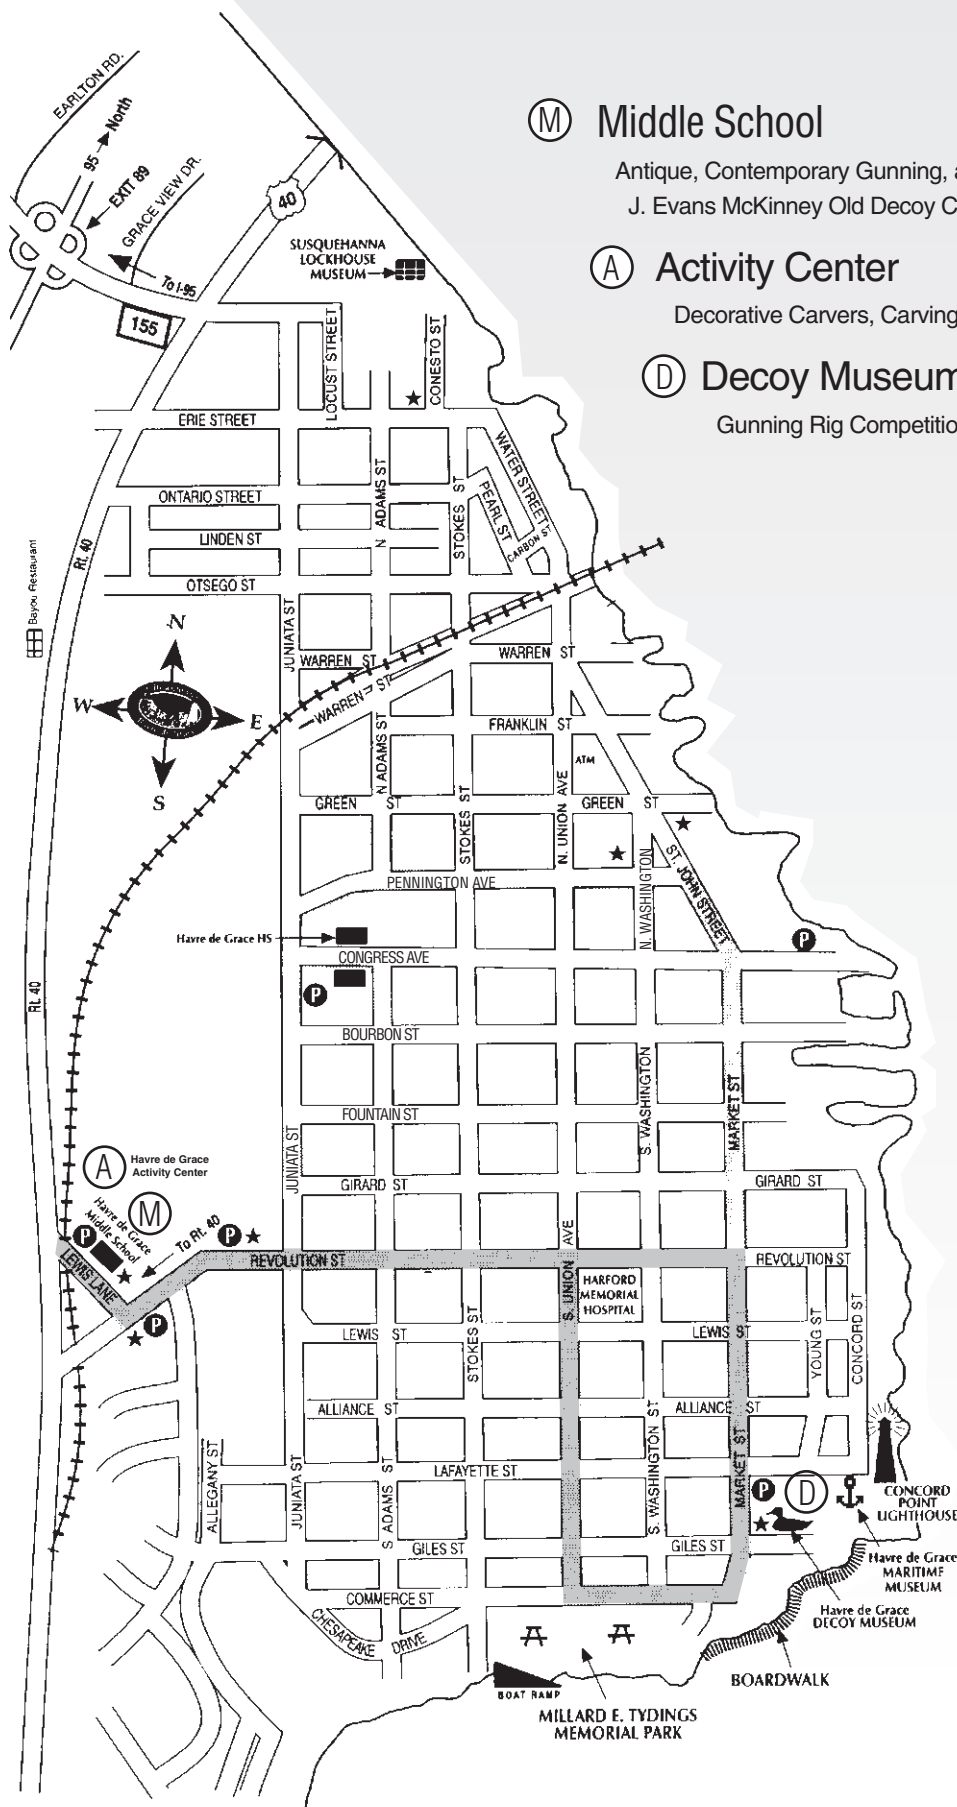 M Middle School
Antique, Contemporary Gunning, a
J. Evans McKinney Old Decoy C
A Activity Center
Decorative Carvers, Carving
D Decoy Museum
Gunning Rig Competitio
EARLTON RD.
95 North
EXIT 89
GRACE VIEW DR.
40
To I-95
155
SUSQUEHANNA
LOCKHOUSE
MUSEUM
LOCUST STREET
CONESTO ST
ERIE STREET
WATER STREET
PEARL ST
CARBON ST
ONTARIO STREET
N ADAMS ST
STOKES ST
LINDEN ST
Rt. 40
OTSEGO ST
Bayou Restaurant
JUNIATA ST
N
W
E
S
WARREN ST
WARREN ST
WARREN ST
FRANKLIN ST
N ADAMS ST
ATM
GREEN ST
STOKES ST
N. UNION AVE
GREEN ST
PENNINGTON AVE
N. WASHINGTON
ST. JOHN STREET
Havre de Grace HS
CONGRESS AVE
P
P
Rt. 40
BOURBON ST
S. WASHINGTON
MARKET ST
FOUNTAIN ST
JUNIATA ST
A
Havre de Grace
Activity Center
GIRARD ST
GIRARD ST
M
Havre de Grace
Middle School
P
To Rt. 40
P
LEWIS LANE
REVOLUTION ST
S. UNION AVE
REVOLUTION ST
HARFORD
MEMORIAL
HOSPITAL
P
LEWIS ST
STOKES ST
LEWIS ST
YOUNG ST
CONCORD ST
ALLIANCE ST
ALLIANCE ST
ALLEGANY ST
JUNIATA ST
S ADAMS ST
LAFAYETTE ST
S. WASHINGTON ST
MARKET ST
P
D
CONCORD
POINT
LIGHTHOUSE
GILES ST
GILES ST
Havre de Grace
MARITIME
MUSEUM
COMMERCE ST
Havre de Grace
DECOY MUSEUM
CHESAPEAKE DRIVE
BOARDWALK
BOAT RAMP
MILLARD E. TYDINGS
MEMORIAL PARK